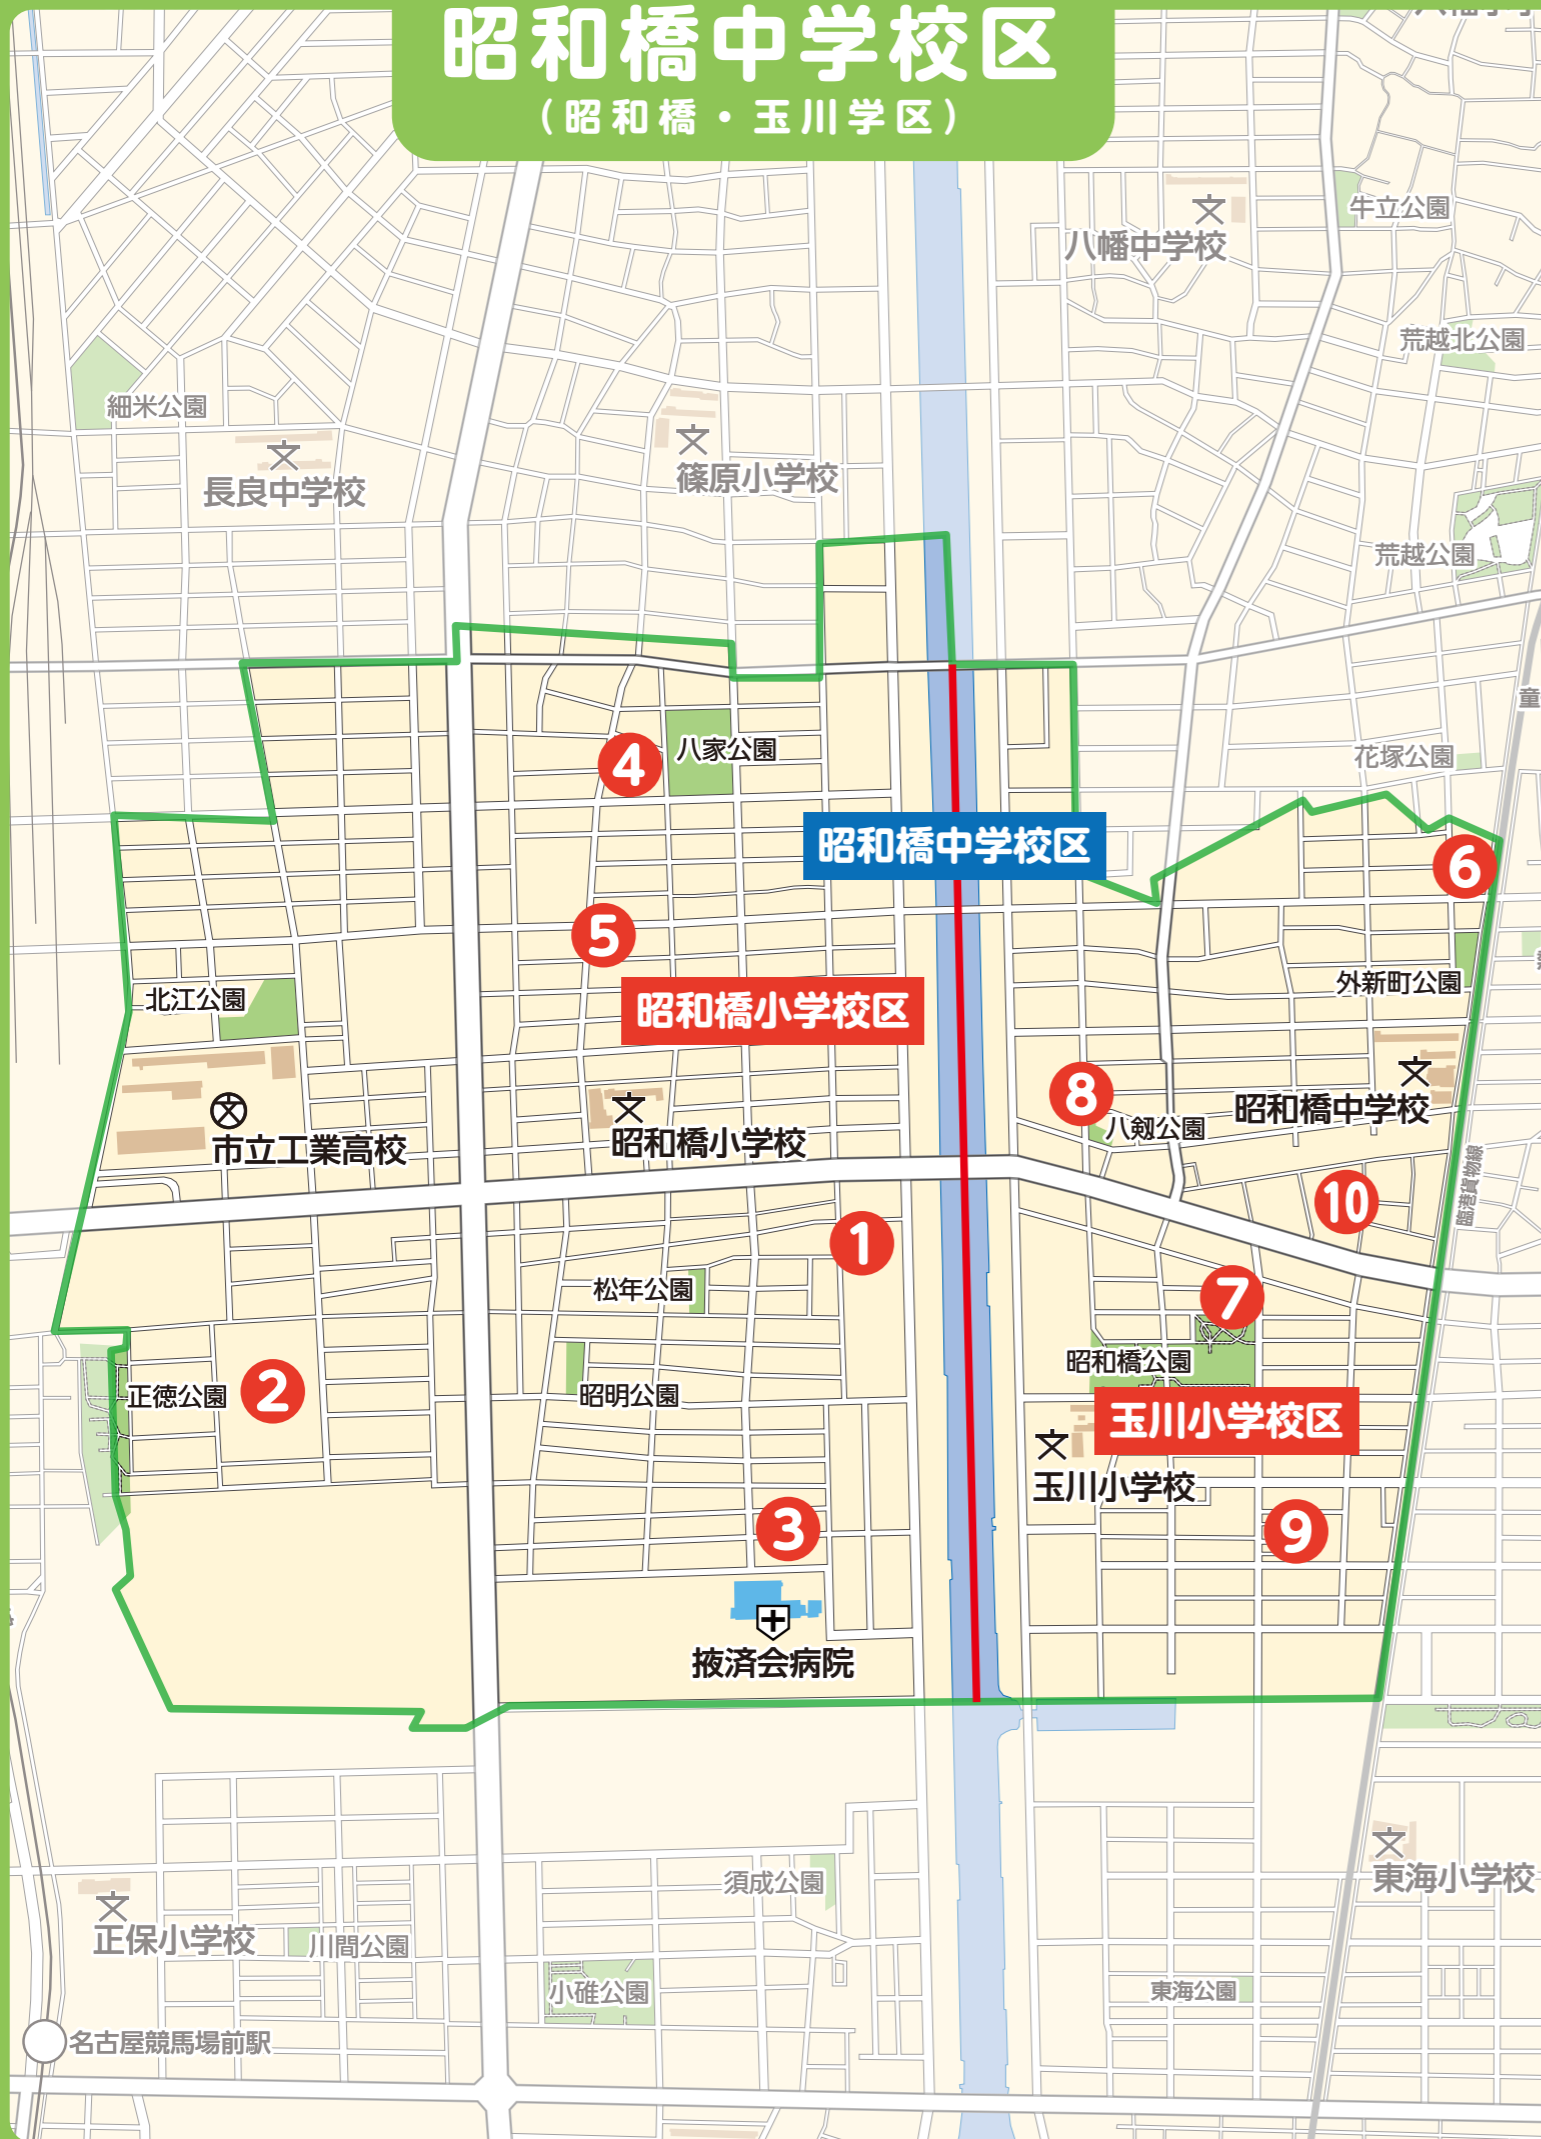 昭和橋中学校区
（昭和橋・玉川学区）
牛立公園
八幡中学校
荒越北公園
細米公園
長良中学校
篠原小学校
荒越公園
童
花塚公園
4
八家公園
昭和橋中学校区
6
5
外新町公園
北江公園
昭和橋小学校区
8
八剱公園
昭和橋中学校
市立工業高校
昭和橋小学校
臨港貨物線
10
1
松年公園
7
昭和橋公園
2
正徳公園
昭明公園
玉川小学校区
玉川小学校
3
9
掖済会病院
須成公園
東海小学校
正保小学校
川間公園
小碓公園
東海公園
名古屋競馬場前駅